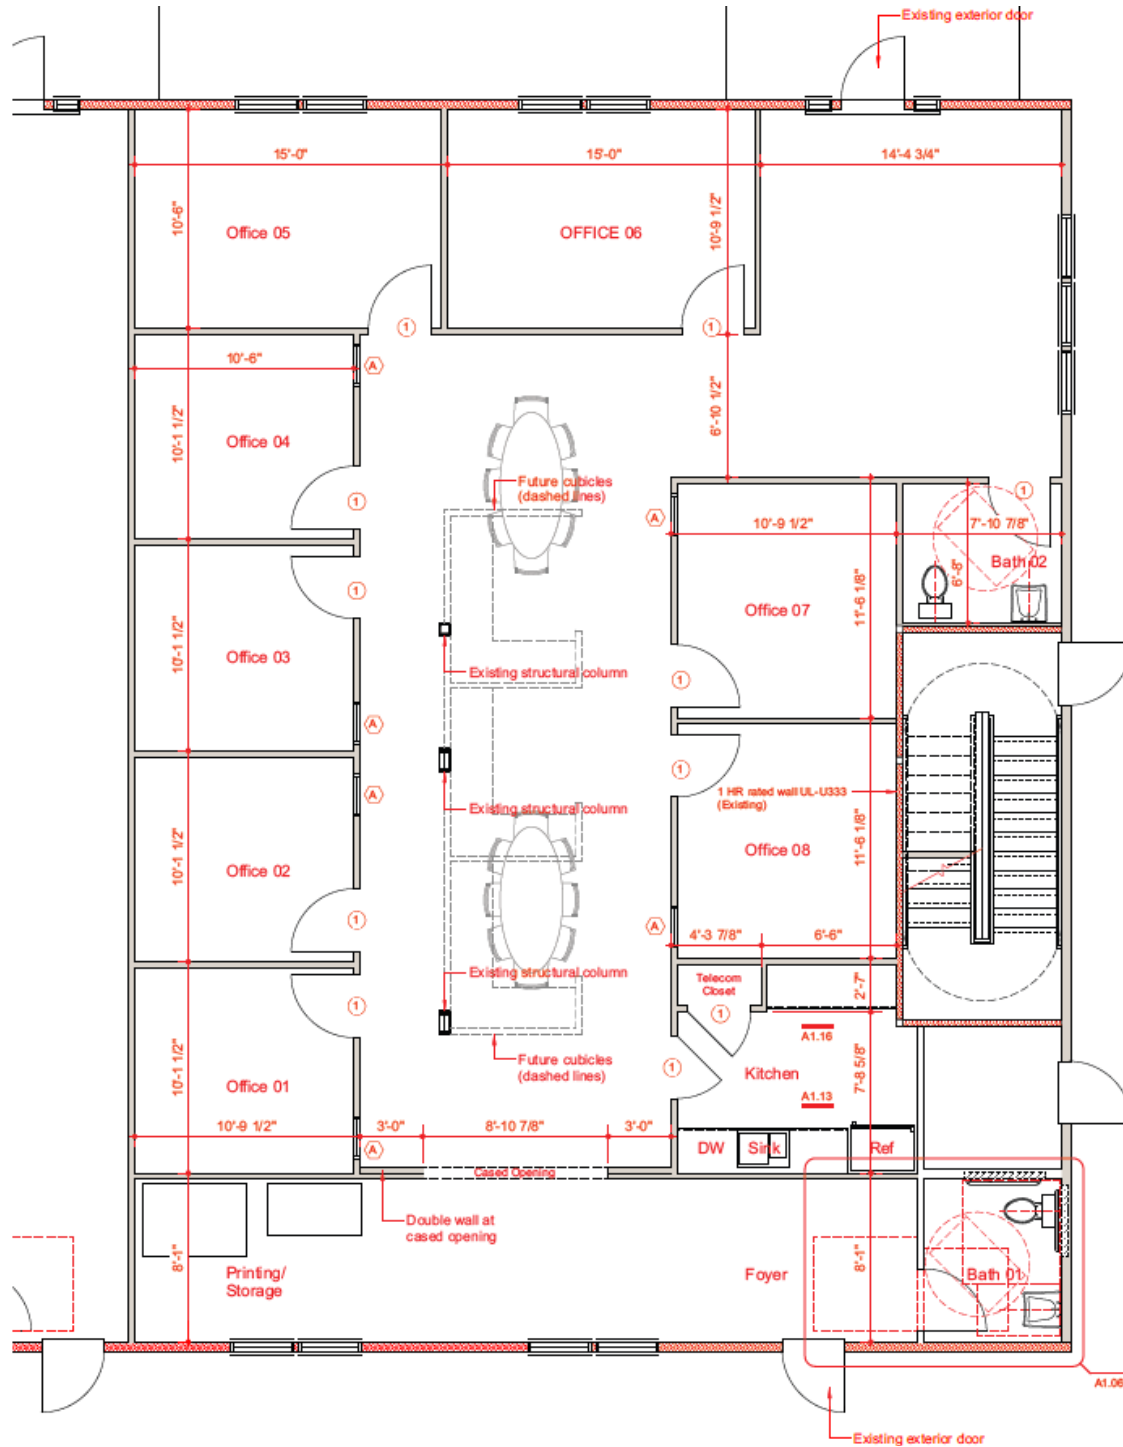 Existing exterior door
15'-0"
15'-0"
14'-4 3/4"
10'-6"
Office 05
OFFICE 06
10'-9 1/2"
1
1
10'-6"
A
10'-1 1/2"
Office 04
6'-10 1/2"
Future cubicles
(dashed lines)
1
A
1
10'-9 1/2"
7'-10 7/8"
Bath 02
6'-8"
1
Office 07
11'-6 1/8"
10'-1 1/2"
Office 03
Existing structural column
1
A
1
A
1 HR rated wall UL-U333
(Existing)
Existing structural column
10'-1 1/2"
Office 02
Office 08
11'-6 1/8"
1
A
4'-3 7/8"
6'-6"
Existing structural column
Telecom
Closet
2'-7"
1
1
A1.16
Future cubicles
(dashed lines)
1
Kitchen
7'-8 5/8"
10'-1 1/2"
Office 01
A1.13
10'-9 1/2"
3'-0"
8'-10 7/8"
3'-0"
A
DW
Sink
Ref
Cased Opening
Double wall at
cased opening
8'-1"
Printing/
Storage
Foyer
8'-1"
Bath 01
A1.06
Existing exterior door